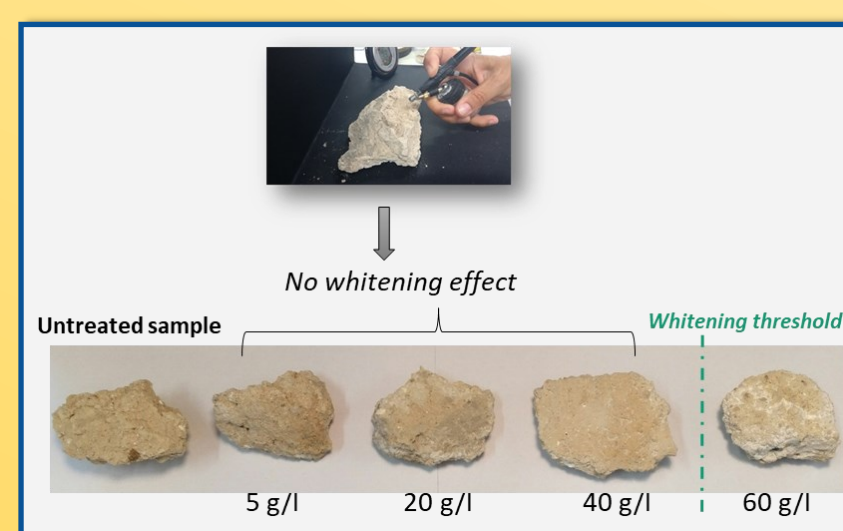 No whitening effect
Untreated sample
Whitening threshold
5 g/l
20 g/l
40 g/l
60 g/l